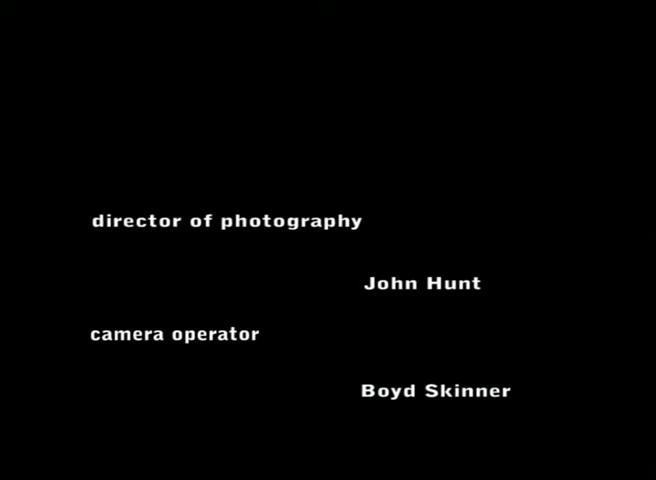 director of photography
John Hunt
camera operator
Boyd Skinner